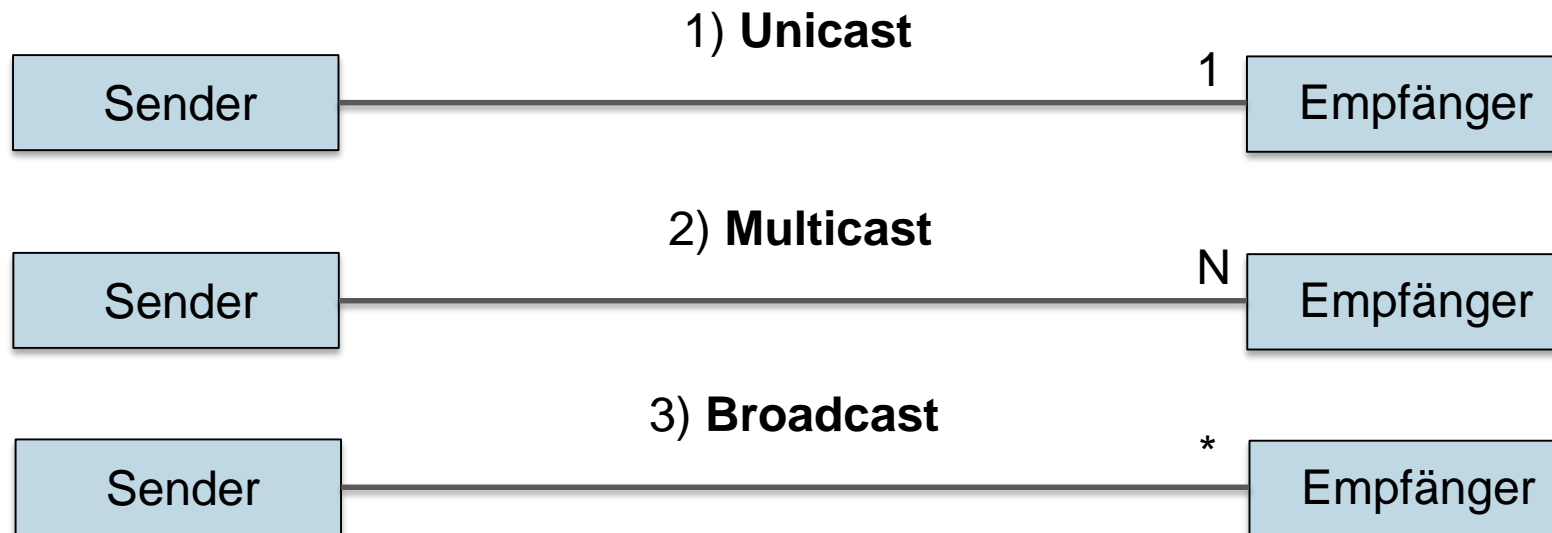 1) Unicast
Sender 1 Empfänger
2) Multicast
Sender N Empfänger
3) Broadcast
Sender * Empfänger